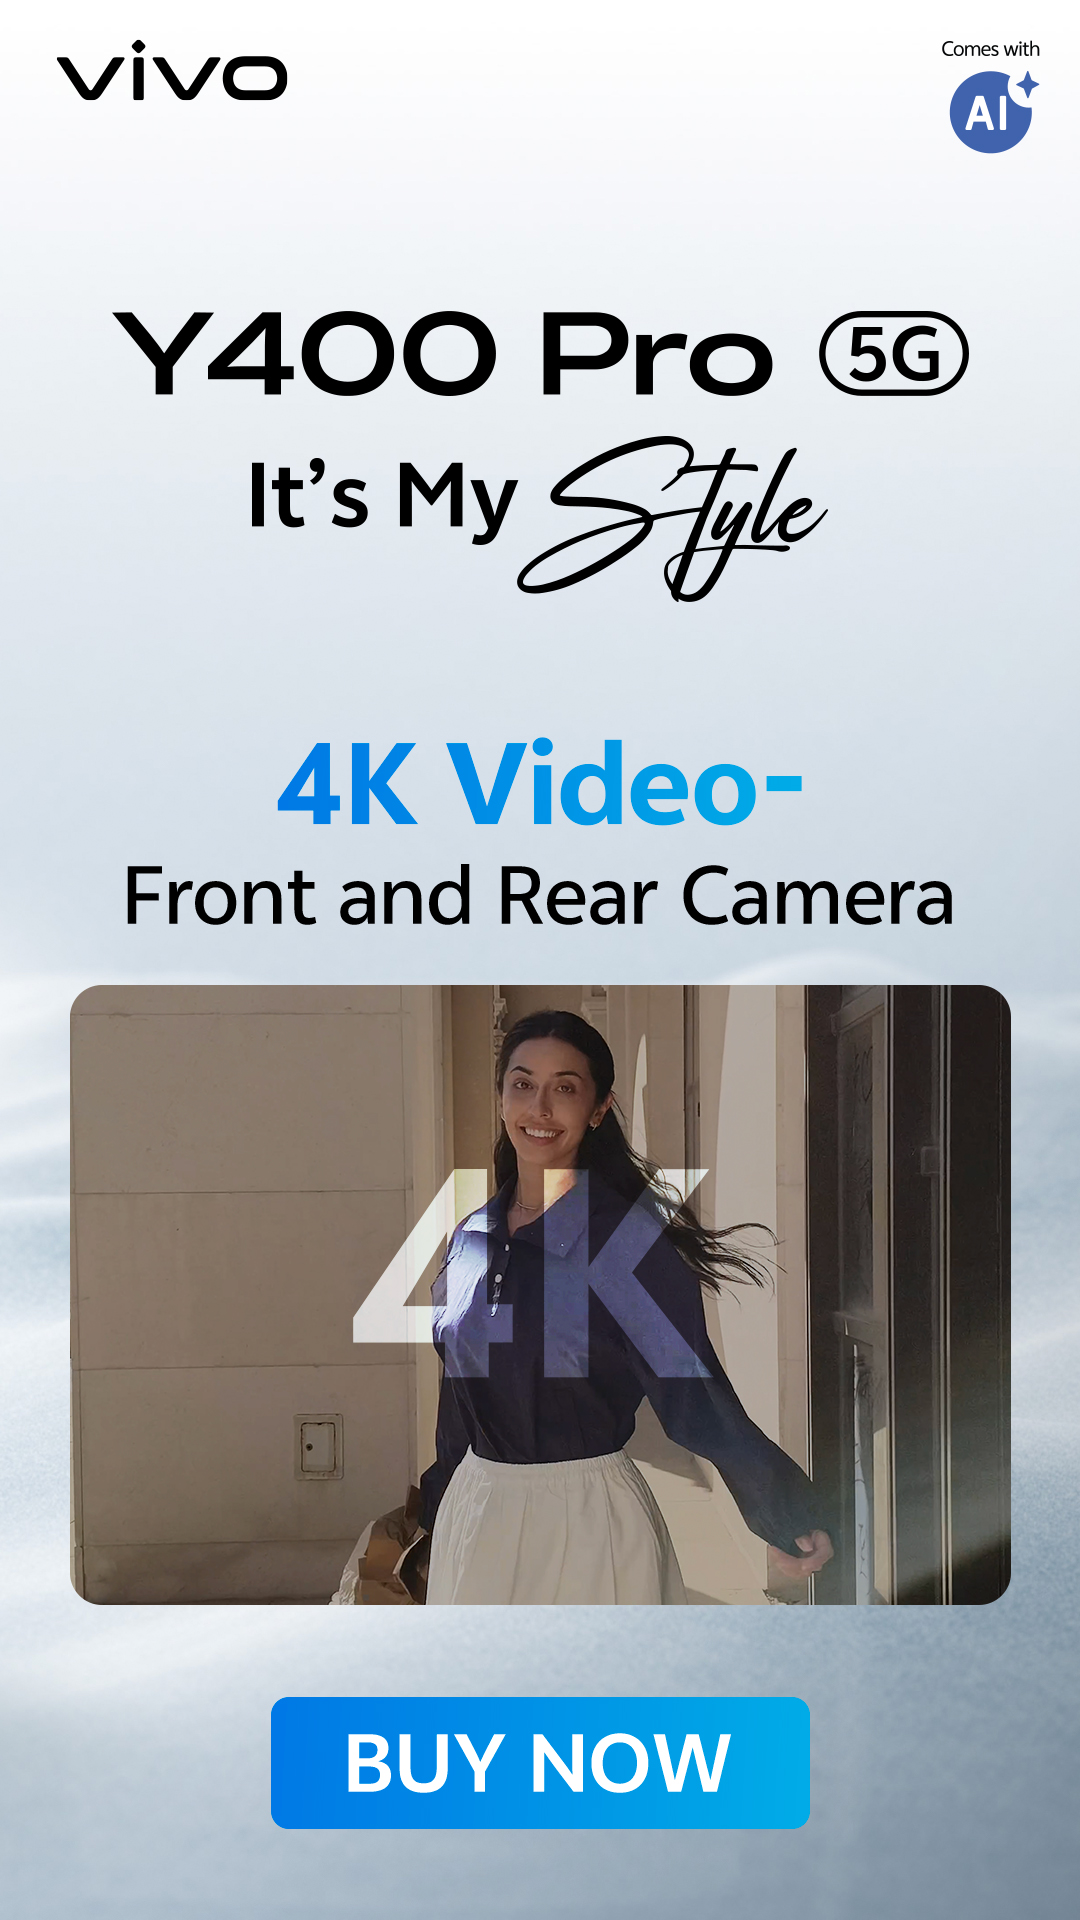 vivo
Comes with
AI
Y400 Pro 5G
It's My Style
4K Video-
Front and Rear Camera
4K
BUY NOW